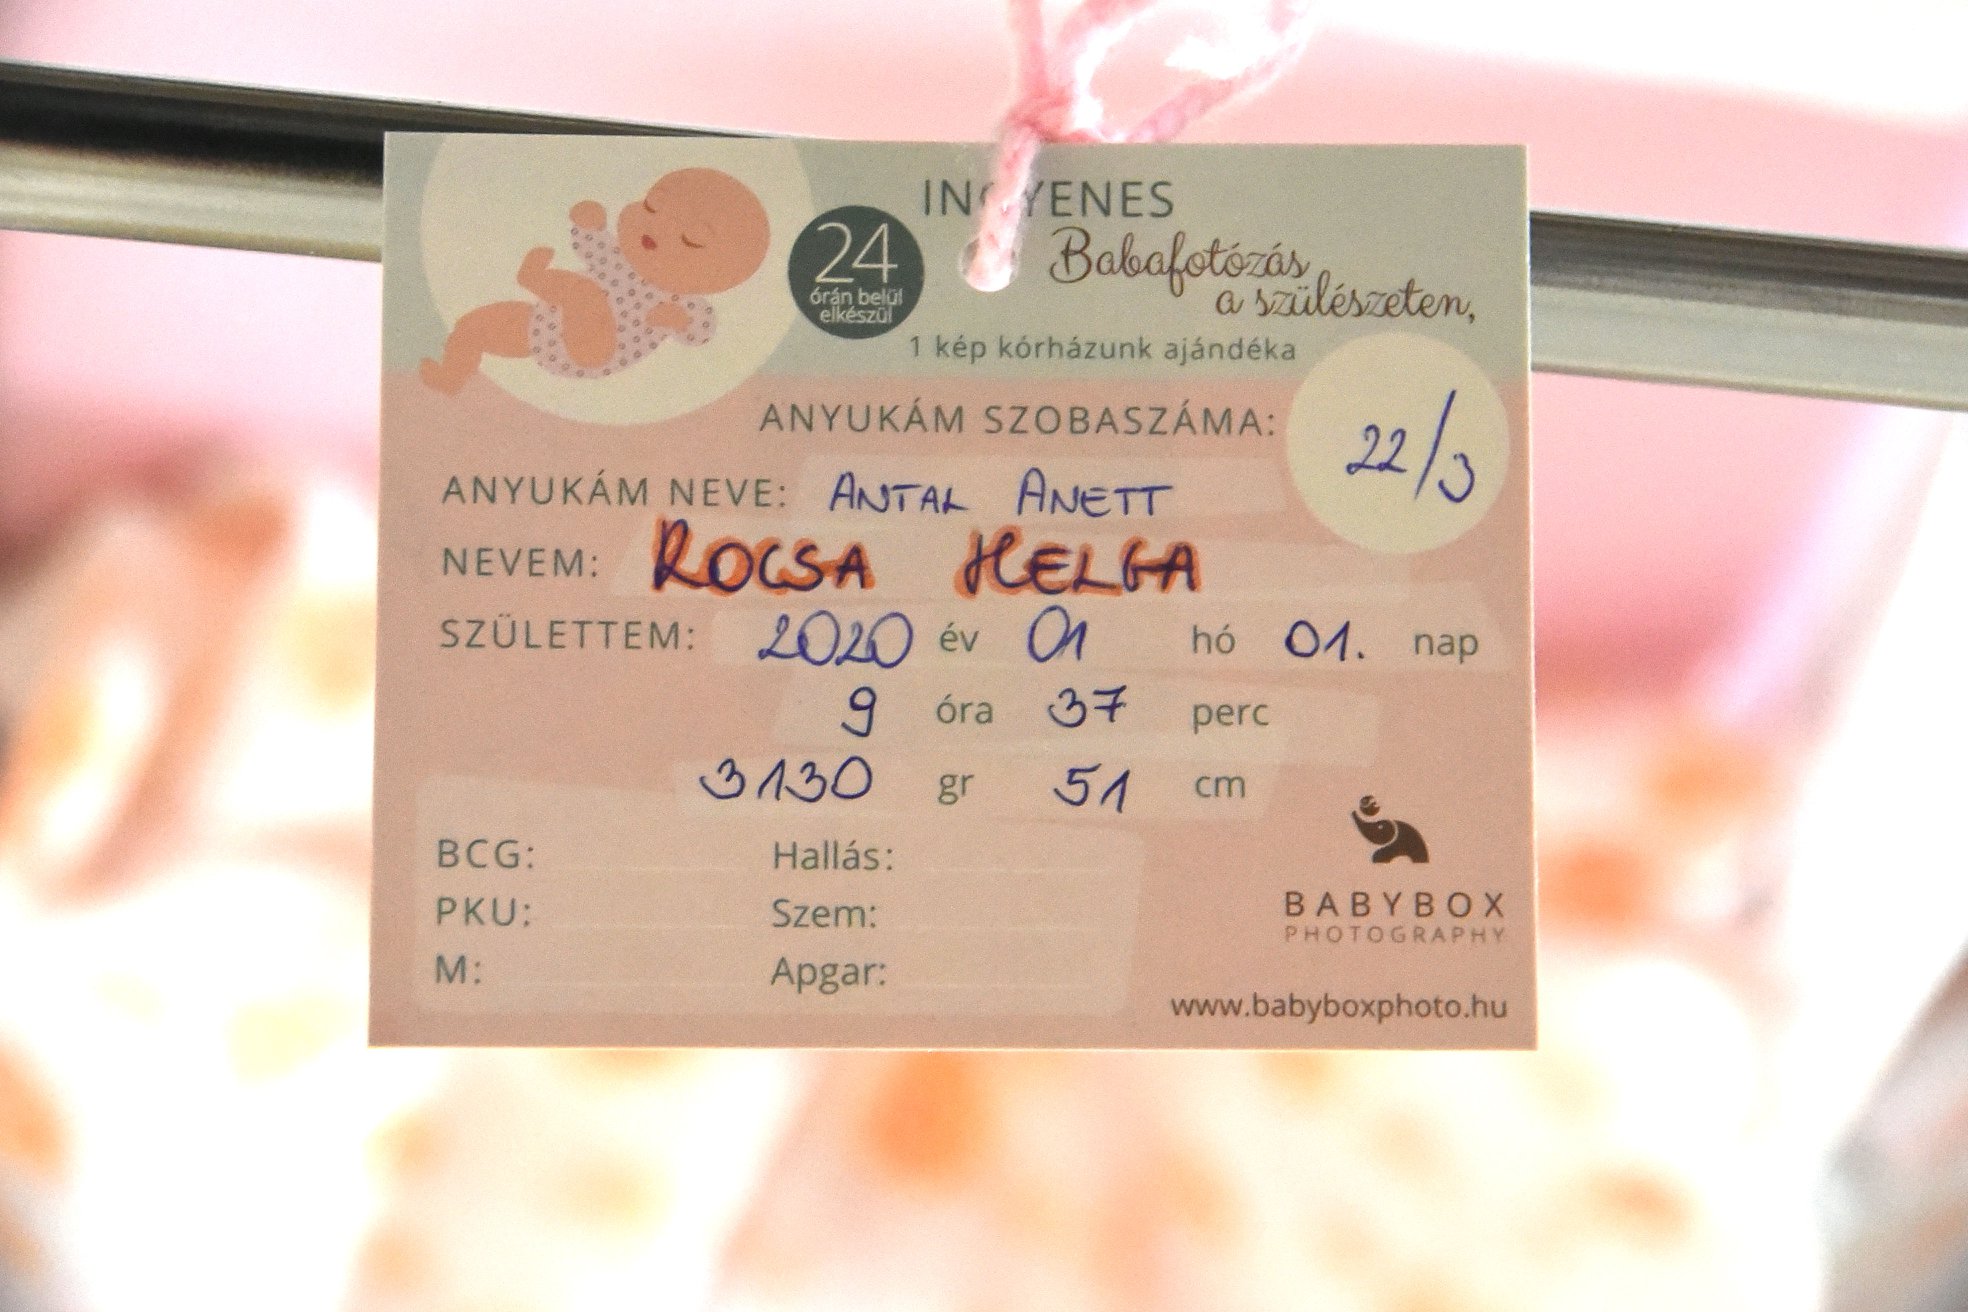 INGYENES
Babafotózás
a szülészeten,
24
órán belül
elkészül
1 kép kórházunk ajándéka
ANYUKÁM SZOBASZÁMA: 22/3
ANYUKÁM NEVE: ANTAL ANETT
NEVEM: ROCSA HELGA
SZÜLETTEM: 2020 év 01 hó 01. nap
9 óra 37 perc
3130 gr 51 cm
BCG: Hallás:
PKU: Szem:
M: Apgar:
BABYBOX
PHOTOGRAPHY
www.babyboxphoto.hu